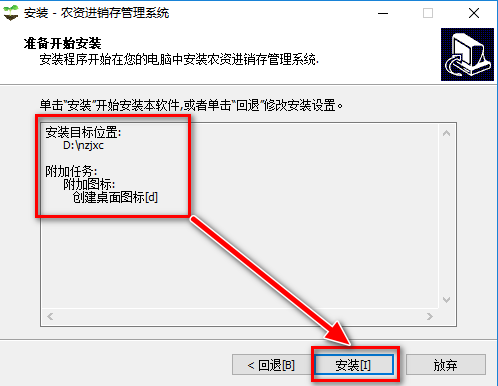 安装 - 农资进销存管理系统
准备开始安装
安装程序开始在您的电脑中安装农资进销存管理系统.
单击"安装"开始安装本软件,或者单击"回退"修改安装设置。
安装目标位置:
D:\nzjxc
附加任务:
附加图标:
创建桌面图标[d]
< 回退[B]
安装[I]
放弃